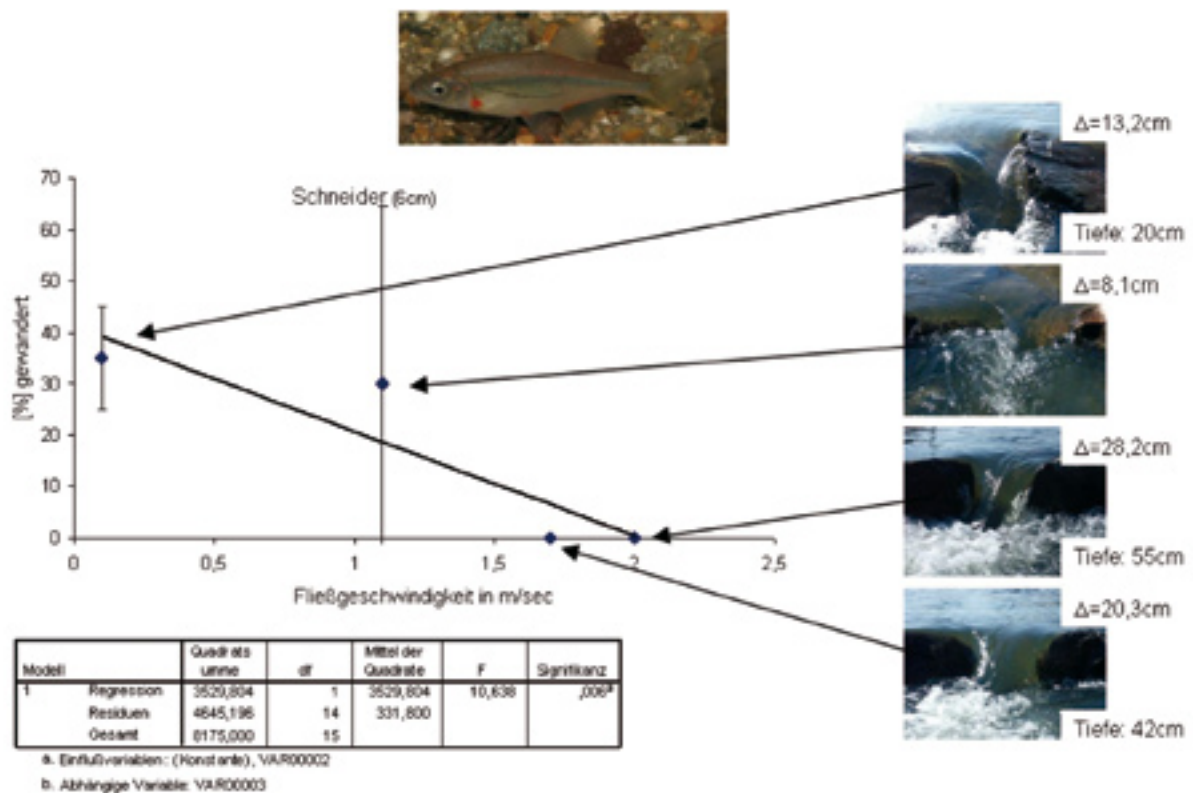 Δ=13,2cm
Tiefe: 20cm
Δ=8,1cm
Δ=28,2cm
Tiefe: 55cm
Δ=20,3cm
Tiefe: 42cm
Schneider (6cm)
[%] gewandert
70
60
50
40
30
20
10
0
0 0,5 1 1,5 2 2,5
Fließgeschwindigkeit in m/sec
Modell Quadrats df Mittel der F Signifikanz
umme Quadrate
1 Regression 3529,804 1 3529,804 10,638 ,006a
Residuen 4645,196 14 331,800
Gesamt 8175,000 15
a. Einflußvariablen: (Konstante), VAR00002
b. Abhängige Variable: VAR00003